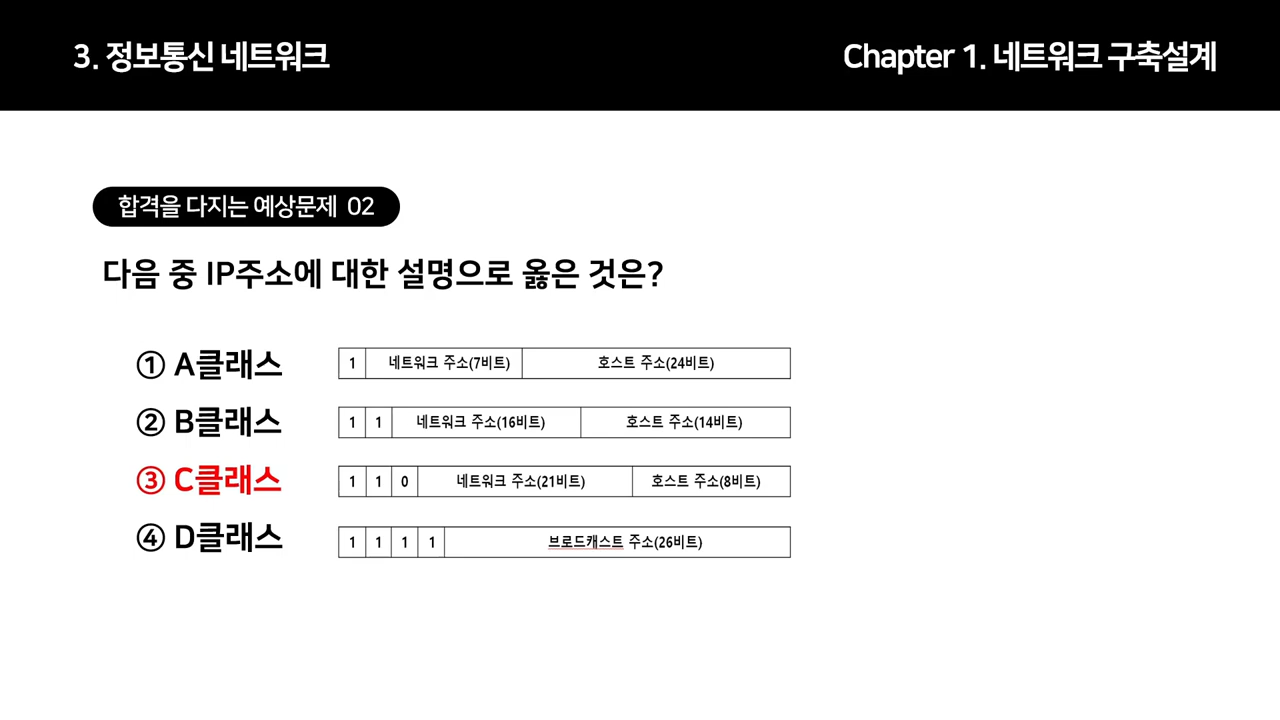 3. 정보통신 네트워크
Chapter 1. 네트워크 구축설계
합격을 다지는 예상문제 02
다음 중 IP주소에 대한 설명으로 옳은 것은?
① A클래스 1 네트워크 주소(7비트) 호스트 주소(24비트)
② B클래스 1 1 네트워크 주소(16비트) 호스트 주소(14비트)
③ C클래스 1 1 0 네트워크 주소(21비트) 호스트 주소(8비트)
④ D클래스 1 1 1 1 브로드캐스트 주소(26비트)